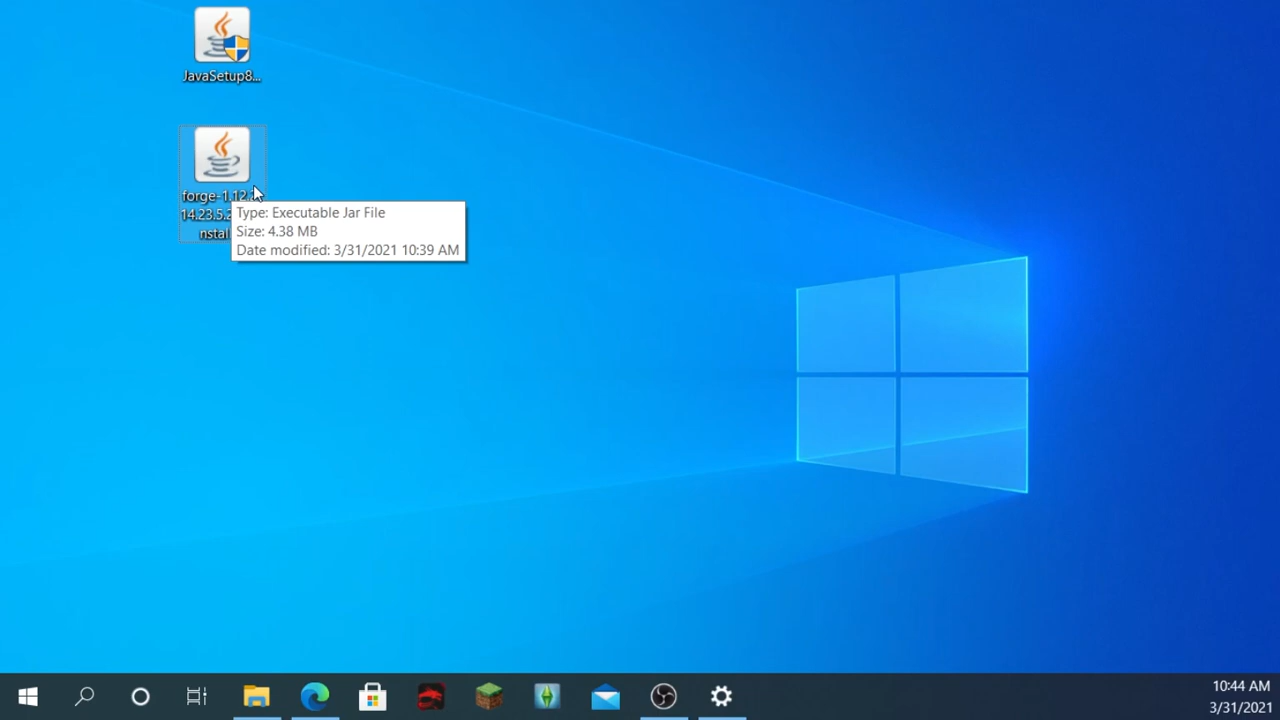 JavaSetup8...
forge-1.12.
14.23.5.
nstal
Type: Executable Jar File
Size: 4.38 MB
Date modified: 3/31/2021 10:39 AM
10:44 AM
3/31/2021